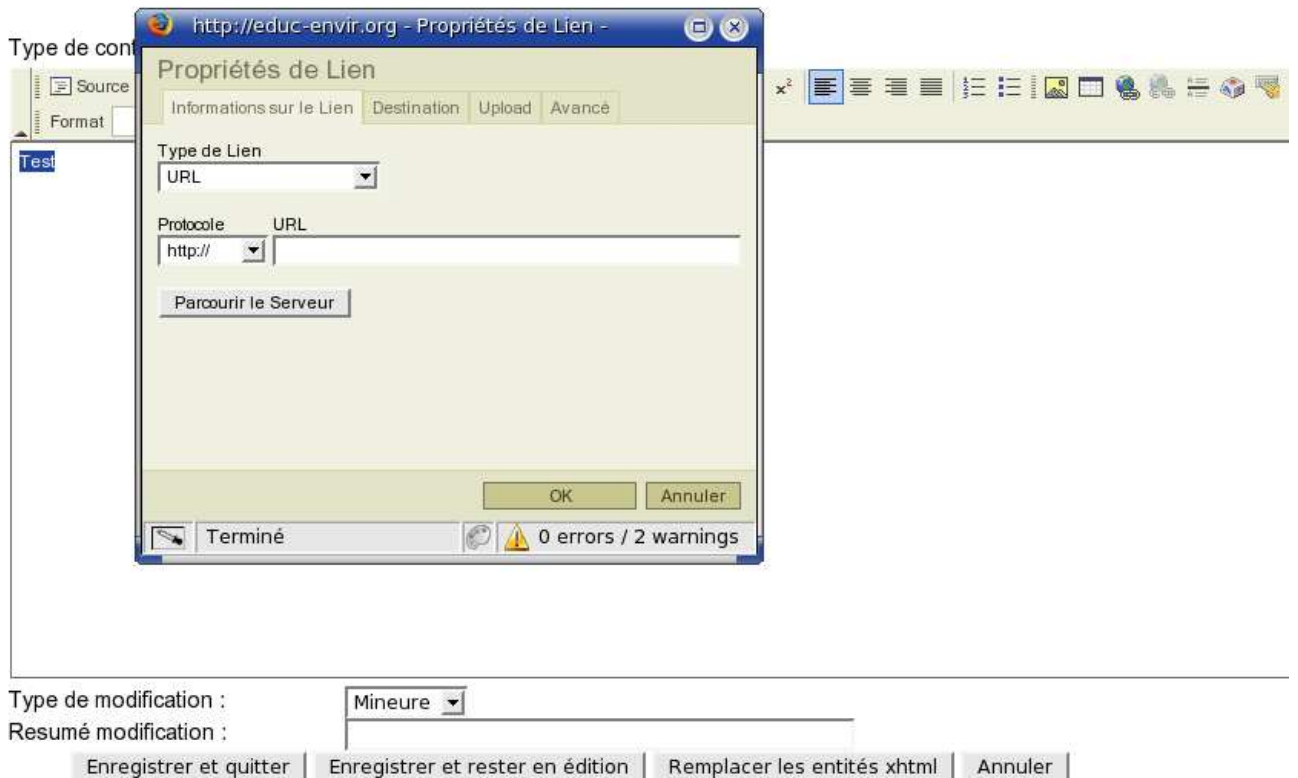 http://educ-envir.org - Propriétés de Lien -
Type de cont
Propriétés de Lien
Source
x²
Informations sur le Lien Destination Upload Avancé
Format
Type de Lien
Test
URL
Protocole URL
http://
Parcourir le Serveur
OK Annuler
Terminé 0 errors / 2 warnings
Type de modification : Mineure
Resumé modification :
Enregistrer et quitter Enregistrer et rester en édition Remplacer les entités xhtml Annuler